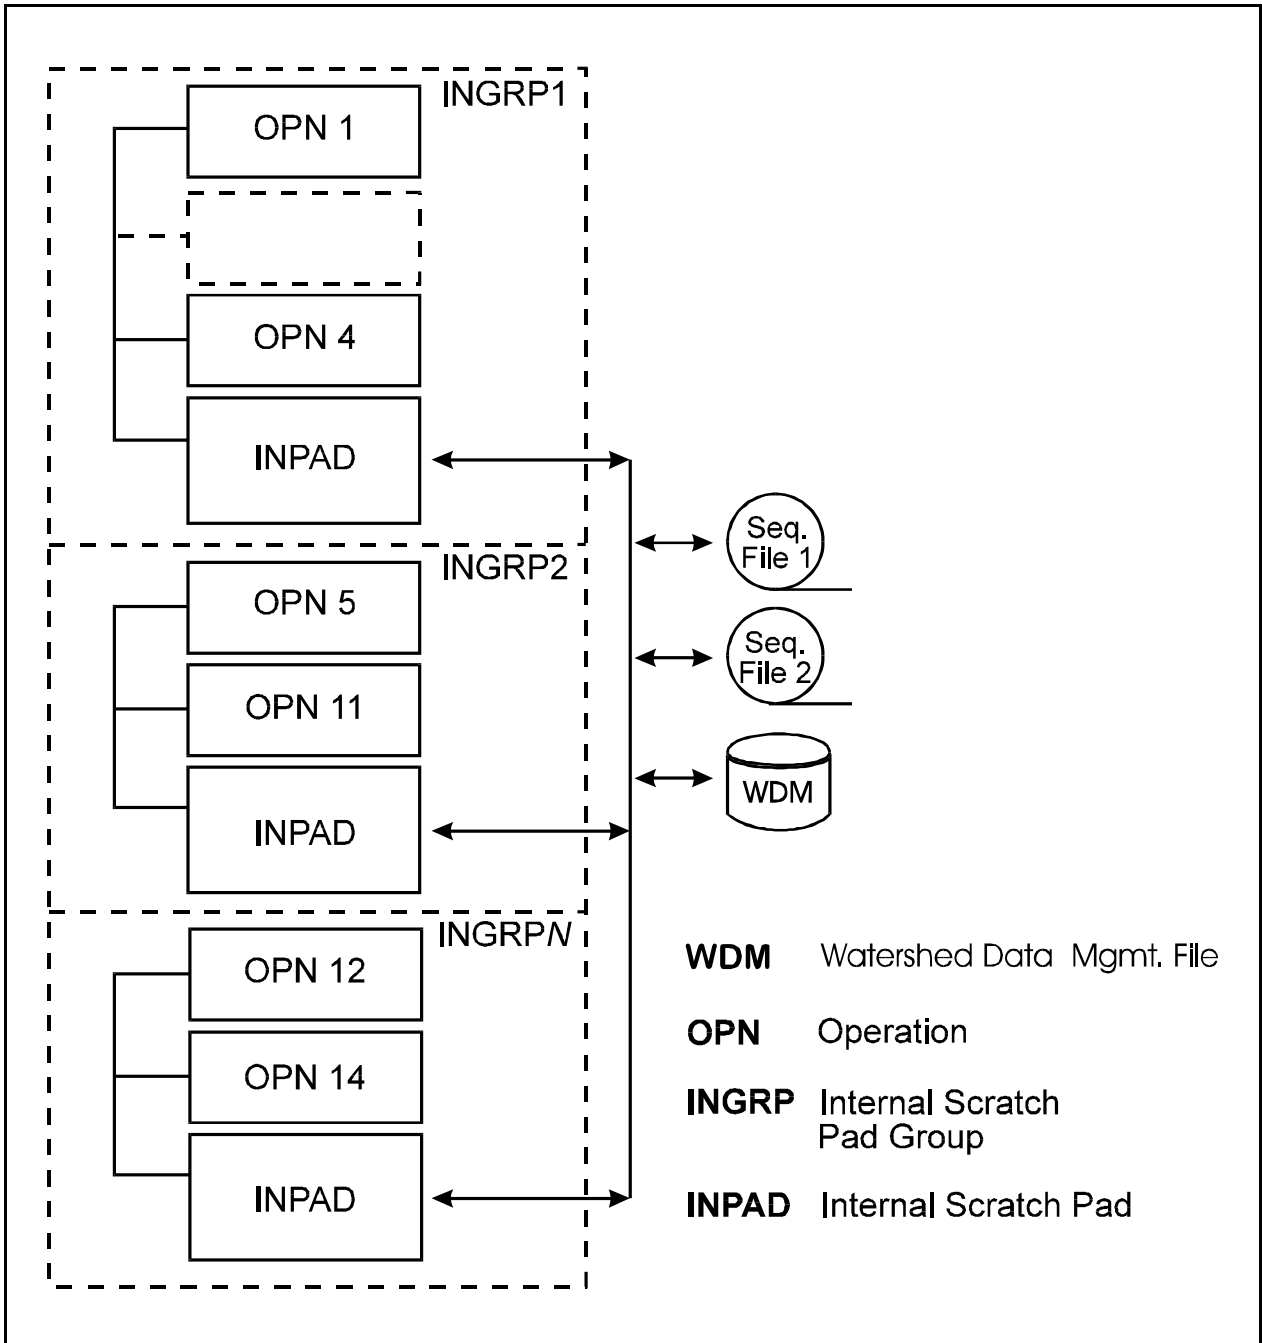 INGRP1
OPN 1
OPN 4
INPAD
INGRP2
OPN 5
OPN 11
INPAD
INGRPN
OPN 12
OPN 14
INPAD
Seq.
File 1
Seq.
File 2
WDM
WDM Watershed Data Mgmt. File
OPN Operation
INGRP Internal Scratch
Pad Group
INPAD Internal Scratch Pad